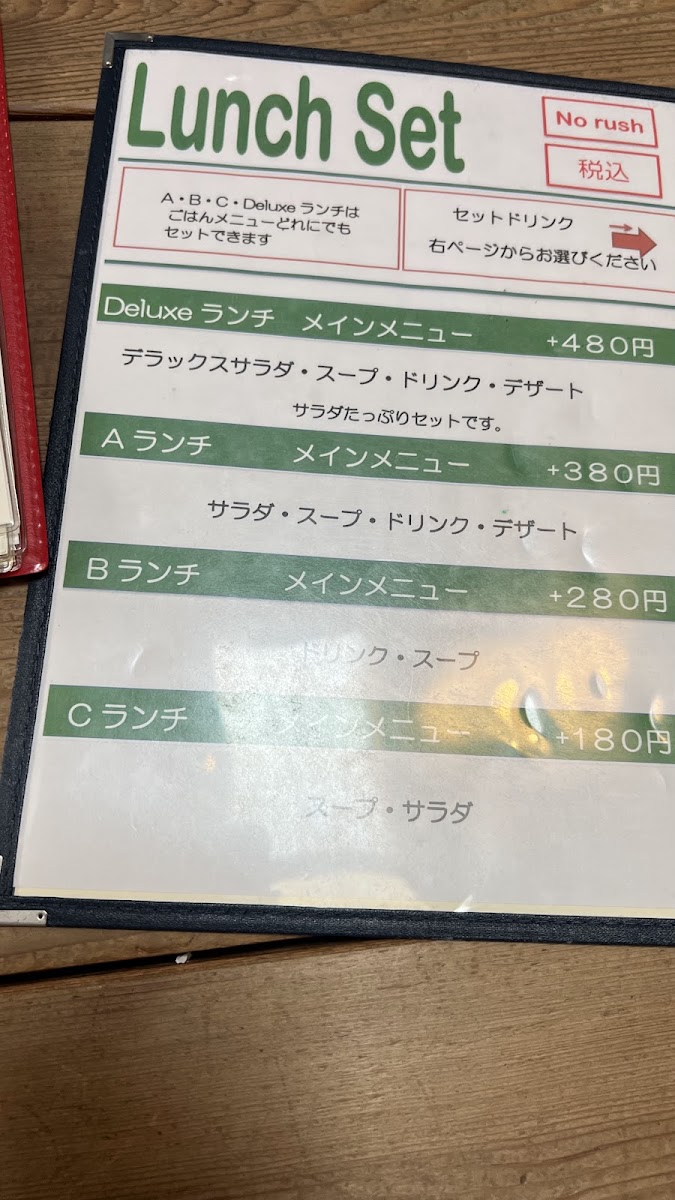 Lunch Set
No rush
税込
A・B・C・Deluxe ランチは
ごはんメニューどれにでも
セットできます
セットドリンク
右ページからお選びください
Deluxe ランチ メインメニュー +480円
デラックスサラダ・スープ・ドリンク・デザート
サラダたっぷりセットです。
A ランチ メインメニュー +380円
サラダ・スープ・ドリンク・デザート
B ランチ メインメニュー +280円
ドリンク・スープ
C ランチ メインメニュー +180円
スープ・サラダ